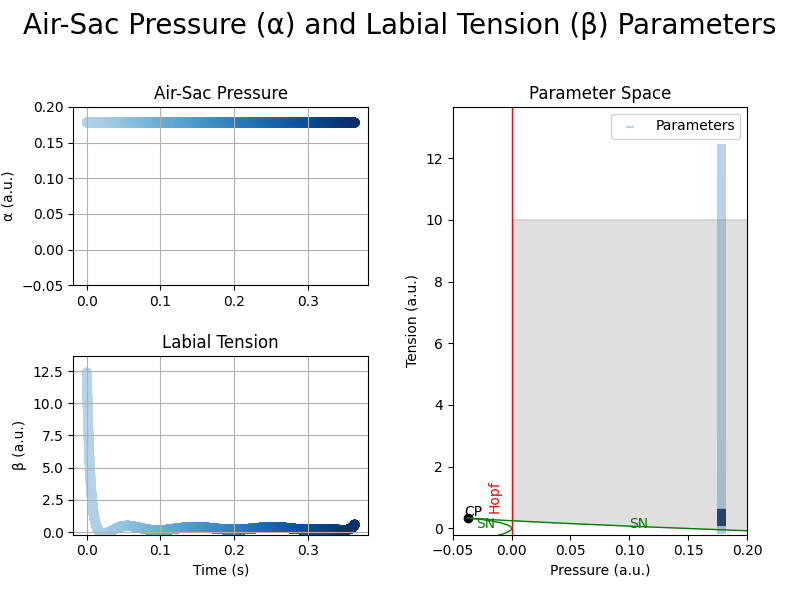 Air-Sac Pressure (α) and Labial Tension (β) Parameters
Air-Sac Pressure
0.20
0.15
0.10
0.05
0.00
−0.05
α (a.u.)
0.0 0.1 0.2 0.3
Labial Tension
12.5
10.0
7.5
5.0
2.5
0.0
β (a.u.)
0.0 0.1 0.2 0.3
Time (s)
Parameter Space
Parameters
12
10
8
6
4
2
0
Tension (a.u.)
Hopf
CP
SN
SN
−0.05 0.00 0.05 0.10 0.15 0.20
Pressure (a.u.)